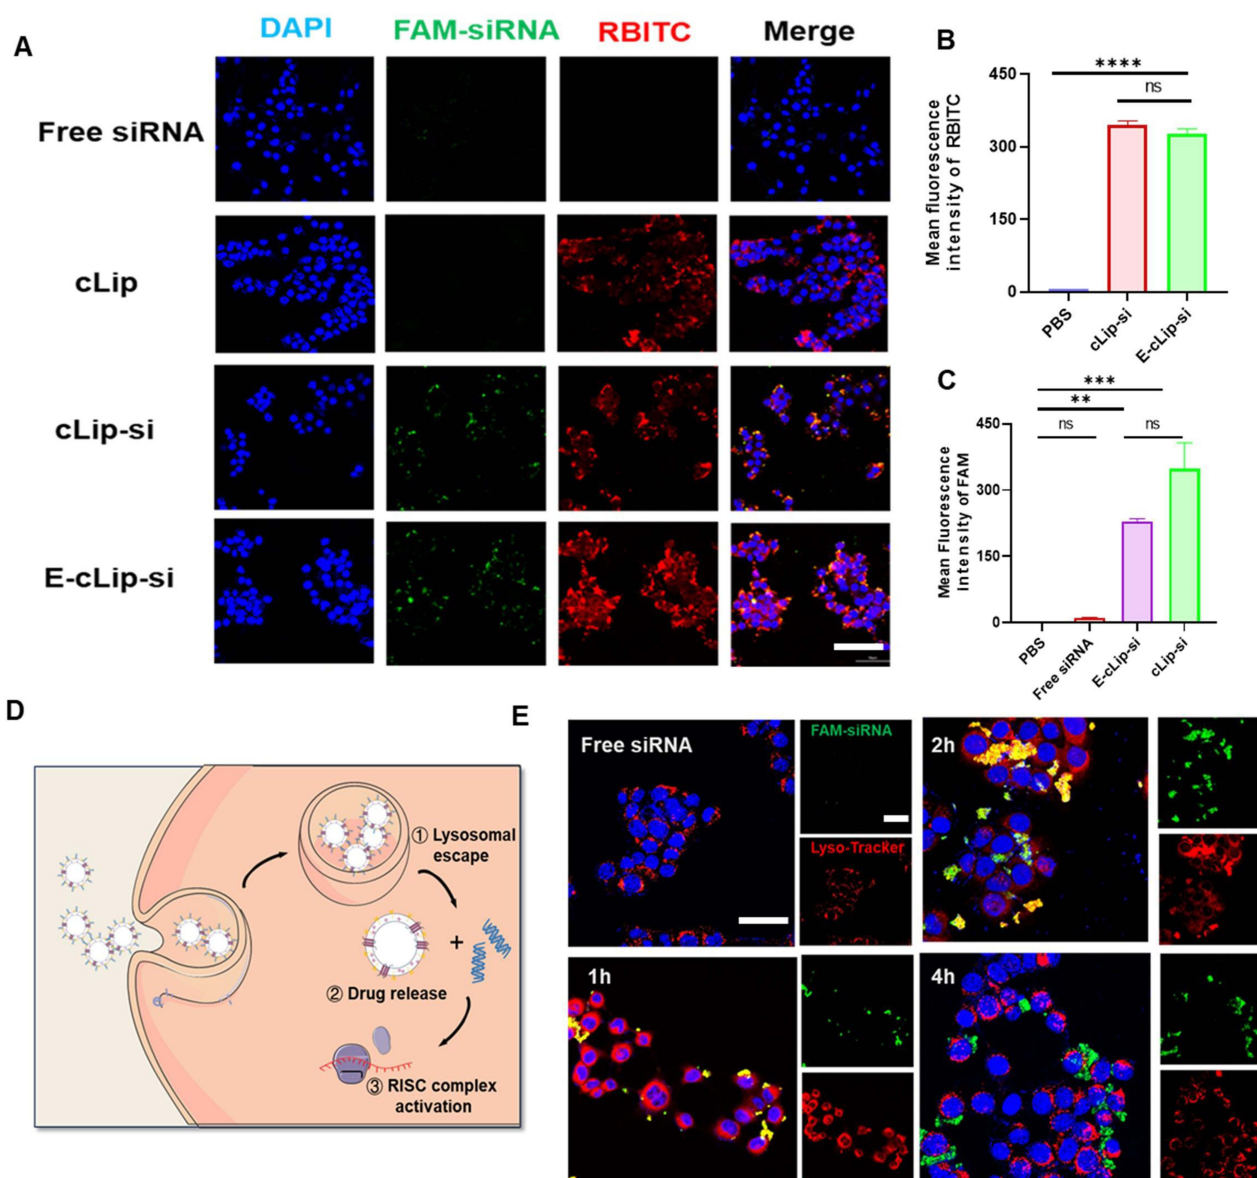 A
DAPI FAM-siRNA RBITC Merge
Free siRNA
cLip
cLip-si
E-cLip-si
B
****
ns
Mean fluorescence
intensity of RBITC
450
300
150
0
PBS cLip-si E-cLip-si
C
***
**
ns ns
Mean Fluorescence
Intensity of FAM
450
300
150
0
PBS Free siRNA E-cLip-si cLip-si
D
① Lysosomal
escape
+
② Drug release
③ RISC complex
activation
E
Free siRNA
FAM-siRNA
Lyso-Tracker
2h
1h
4h